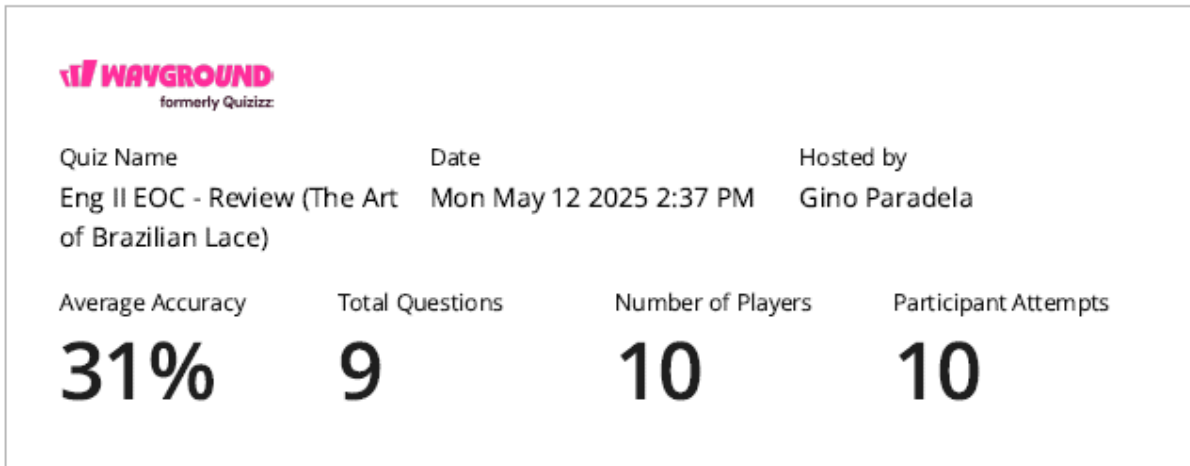 WAYGROUND
formerly Quizizz
Quiz Name
Eng II EOC - Review (The Art
of Brazilian Lace)
Date
Mon May 12 2025 2:37 PM
Hosted by
Gino Paradela
Average Accuracy
31%
Total Questions
9
Number of Players
10
Participant Attempts
10